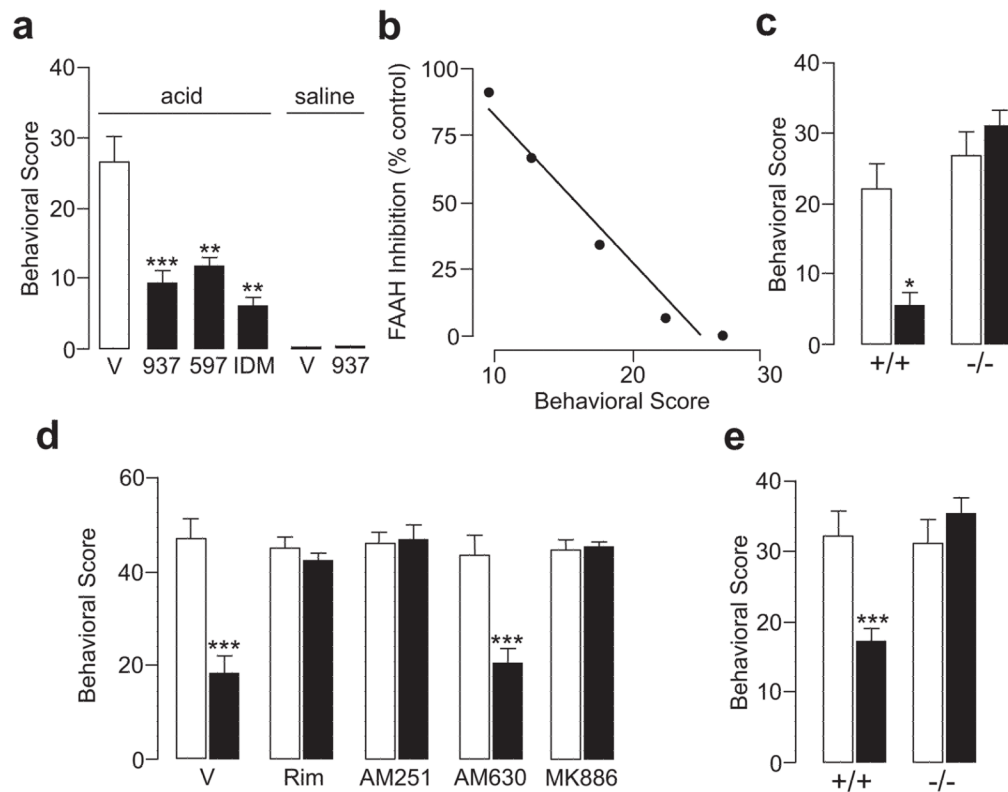 a
Behavioral Score
40
30
20
10
0
acid
saline
***
**
**
V 937 597 IDM V 937
b
FAAH Inhibition (% control)
100
75
50
25
0
10 20 30
Behavioral Score
c
Behavioral Score
40
30
20
10
0
*
+/+ -/-
d
Behavioral Score
60
40
20
0
***
***
V Rim AM251 AM630 MK886
e
Behavioral Score
40
30
20
10
0
***
+/+ -/-